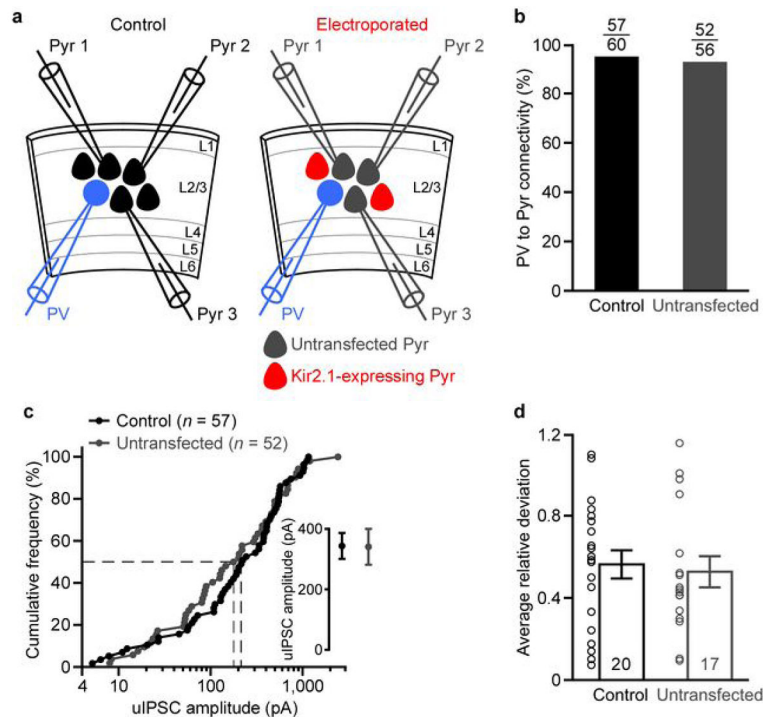 a
Control
Electroporated
Pyr 1
Pyr 2
Pyr 1
Pyr 2
L1
L2/3
L4
L5
L6
PV
Pyr 3
L1
L2/3
L4
L5
L6
PV
Pyr 3
Untransfected Pyr
Kir2.1-expressing Pyr
b
57
60
52
56
PV to Pyr connectivity (%)
100
80
60
40
20
0
Control
Untransfected
c
Control (n = 57)
Untransfected (n = 52)
Cumulative frequency (%)
100
80
60
40
20
0
4
10
100
1,000
uIPSC amplitude (pA)
uIPSC amplitude (pA)
400
200
0
d
Average relative deviation
1.2
0.8
0.4
0
20
17
Control
Untransfected